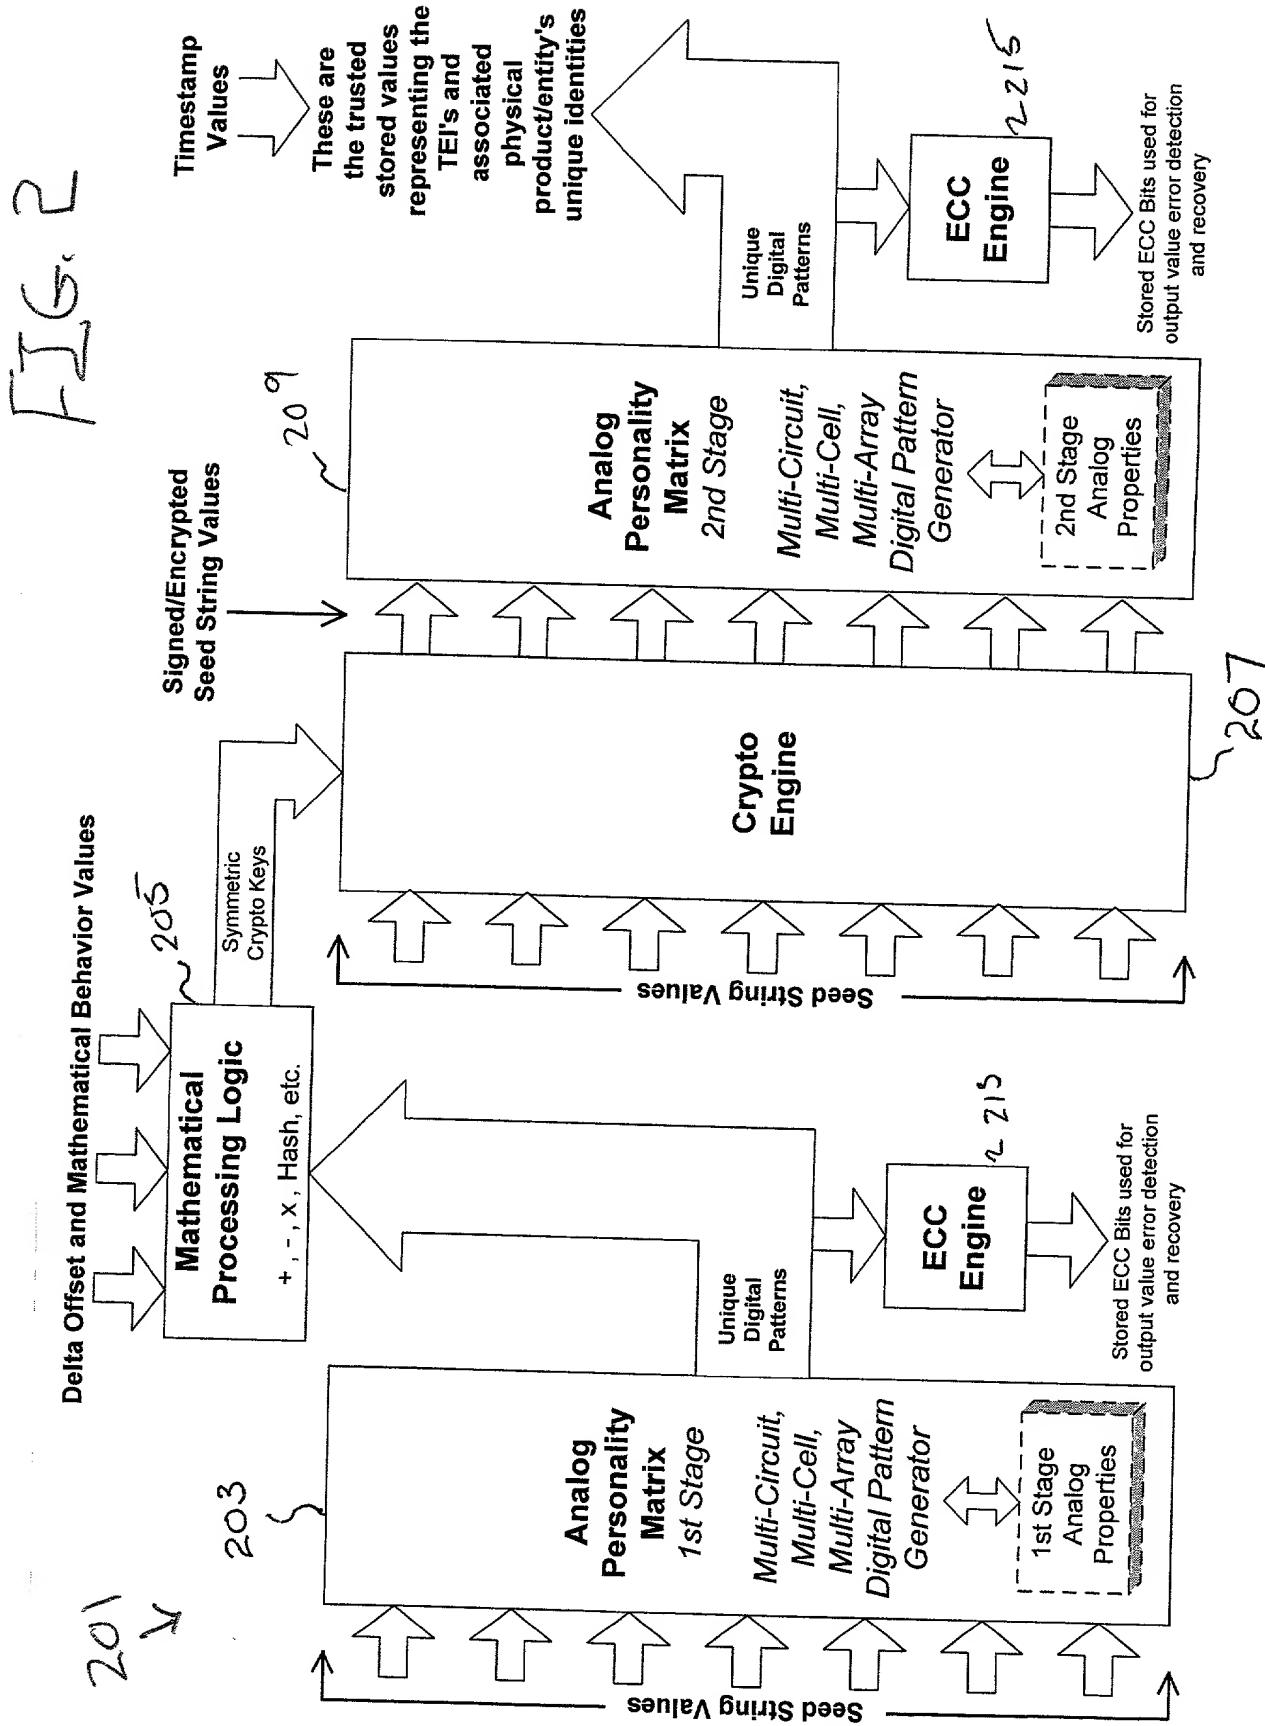 FIG. 2
201
Delta Offset and Mathematical Behavior Values
205
Mathematical
Processing Logic
+ , - , x , Hash, etc.
Symmetric
Crypto Keys
Signed/Encrypted
Seed String Values
Timestamp
Values
These are
the trusted
stored values
representing the
TEI's and
associated
physical
product/entity's
unique identities
203
Seed String Values
Analog
Personality
Matrix
1st Stage
Multi-Circuit,
Multi-Cell,
Multi-Array
Digital Pattern
Generator
1st Stage
Analog
Properties
Unique
Digital
Patterns
ECC
Engine
215
Stored ECC Bits used for
output value error detection
and recovery
Seed String Values
Crypto
Engine
207
209
Analog
Personality
Matrix
2nd Stage
Multi-Circuit,
Multi-Cell,
Multi-Array
Digital Pattern
Generator
2nd Stage
Analog
Properties
Unique
Digital
Patterns
ECC
Engine
215
Stored ECC Bits used for
output value error detection
and recovery